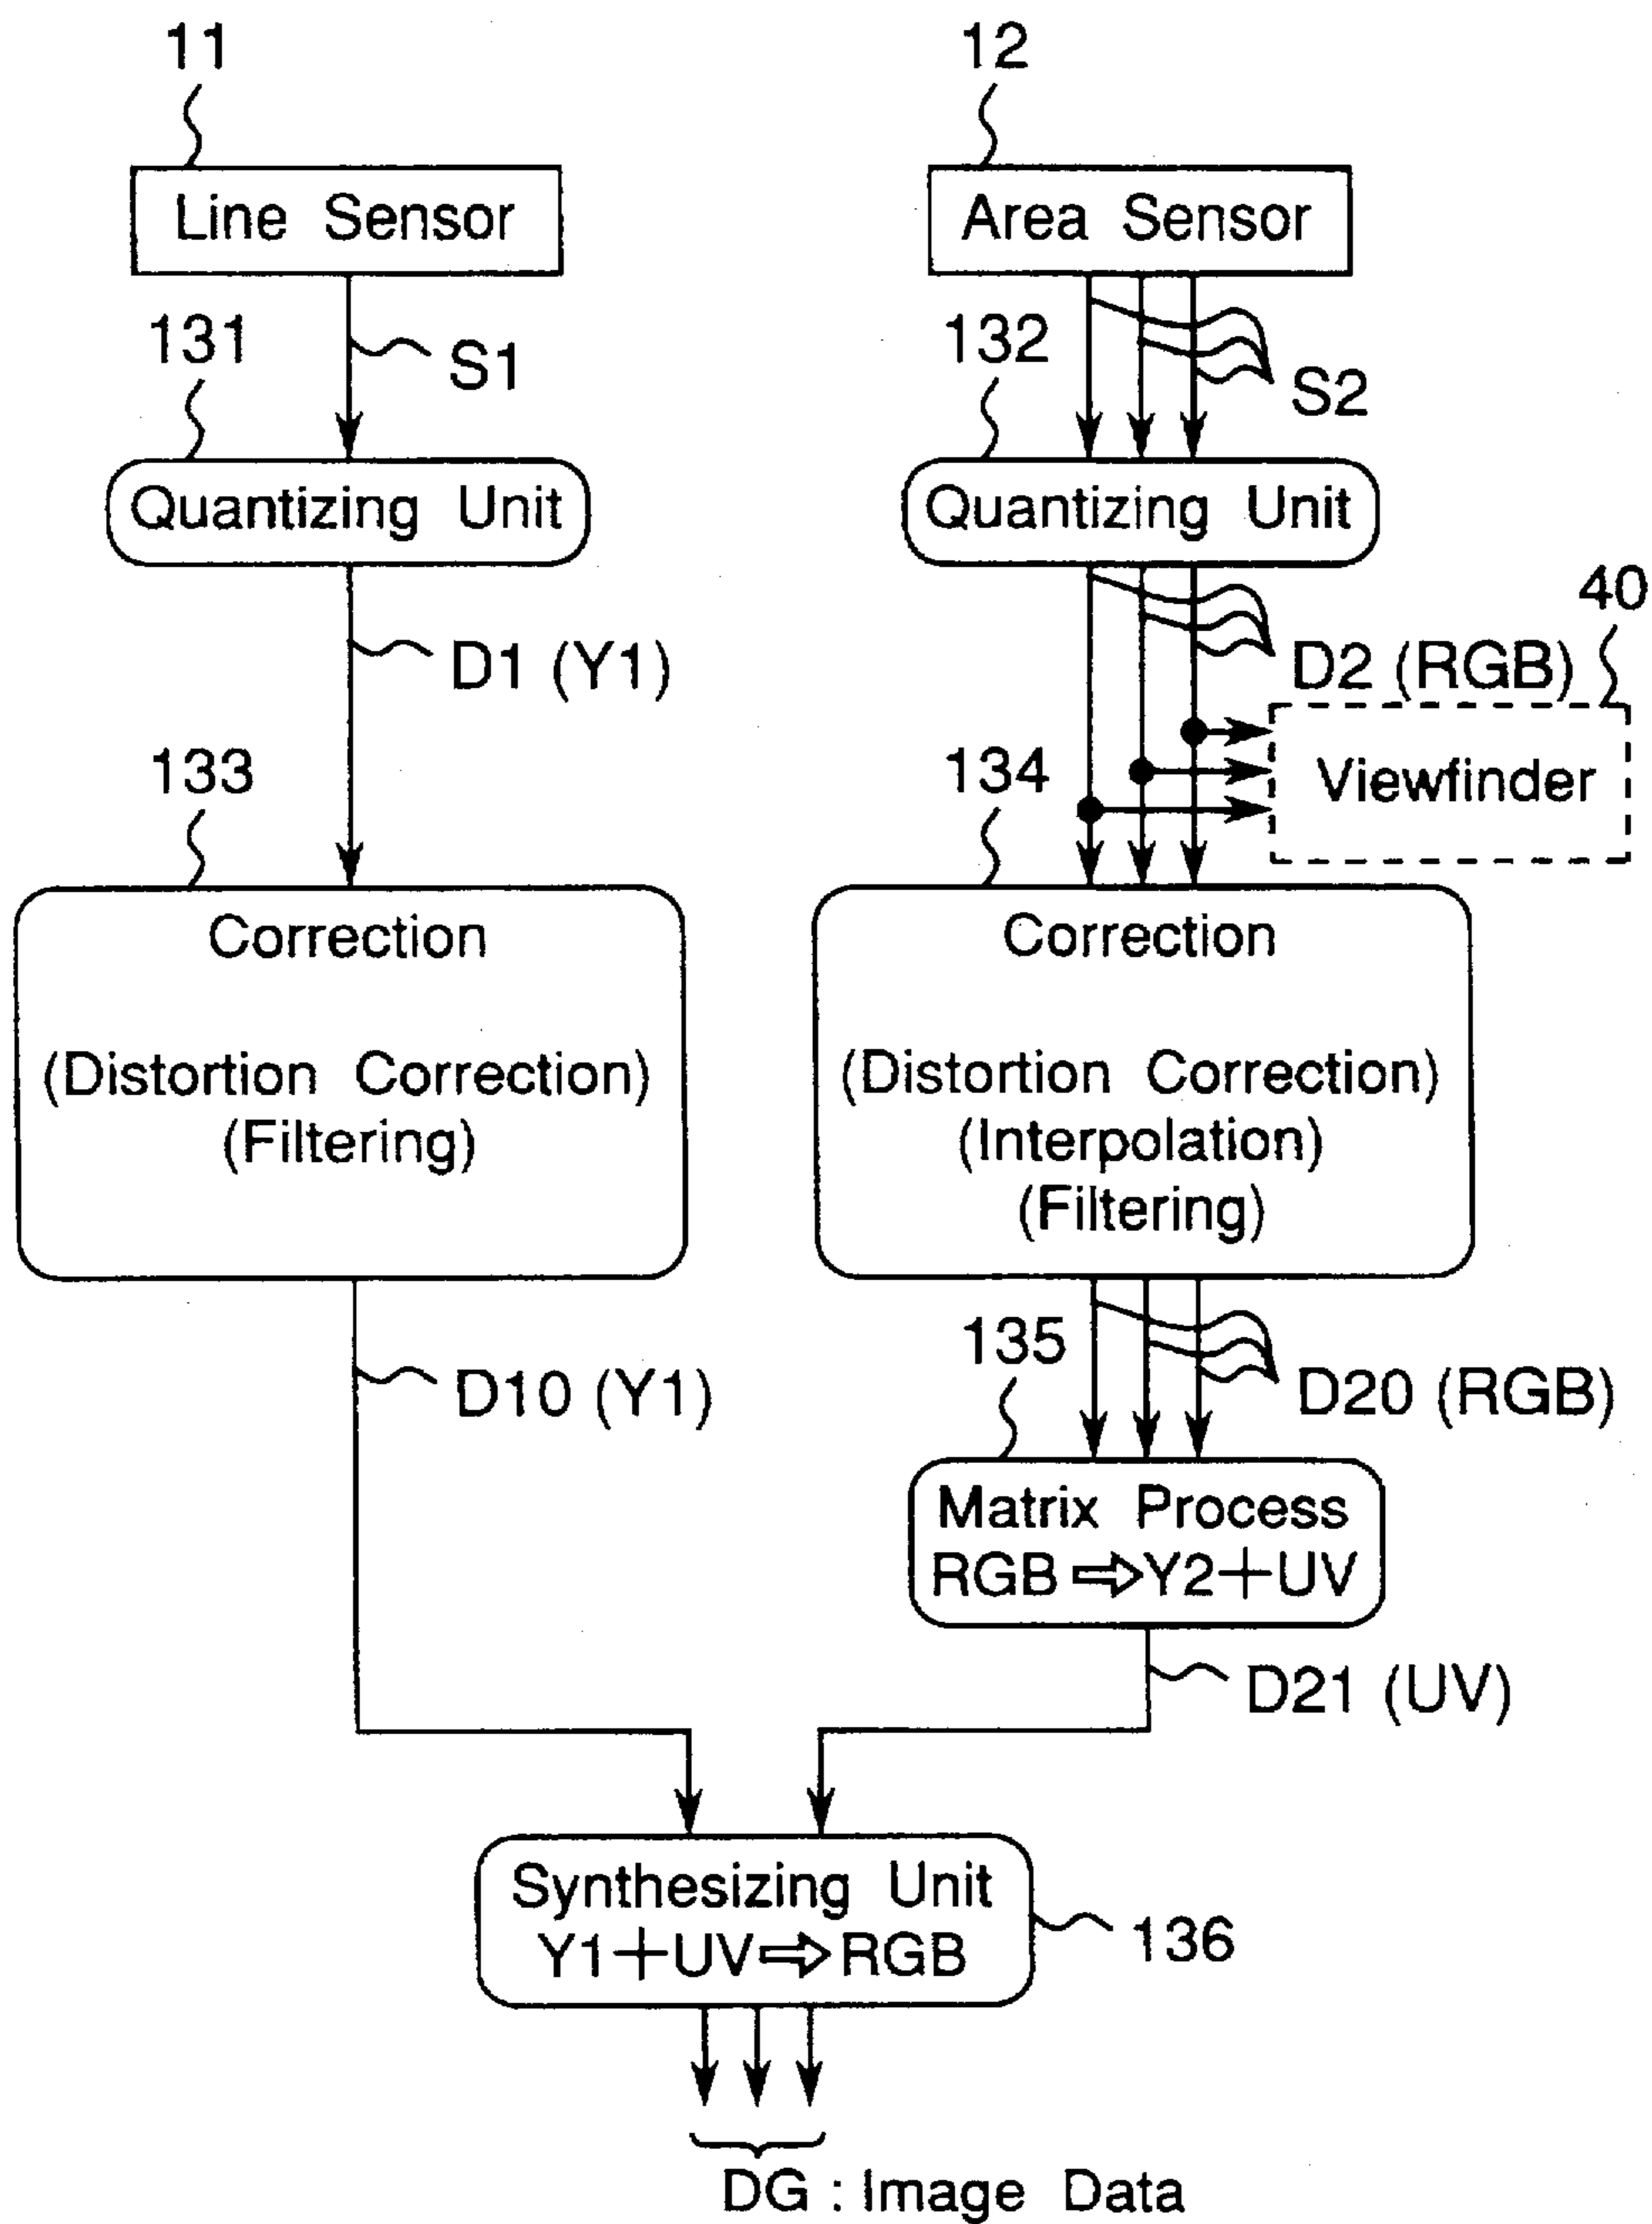 11
12
Line Sensor
Area Sensor
131
S1
132
S2
Quantizing Unit
Quantizing Unit
40
D1 (Y1)
D2 (RGB)
133
134
Viewfinder
Correction
(Distortion Correction)
(Filtering)
Correction
(Distortion Correction)
(Interpolation)
(Filtering)
135
D10 (Y1)
D20 (RGB)
Matrix Process
RGB⇨Y2+UV
D21 (UV)
Synthesizing Unit
Y1+UV⇨RGB
136
DG : Image Data